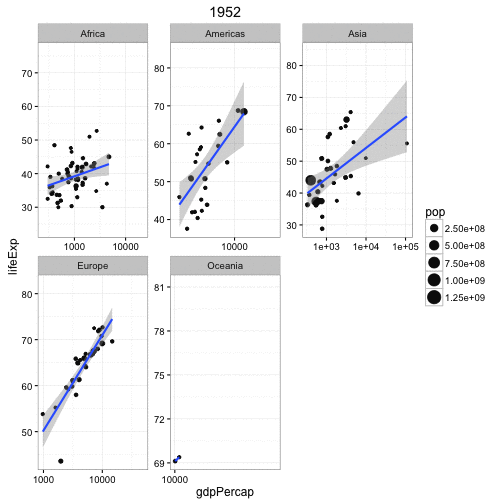 1952
Africa
Americas
Asia
70
60
50
40
30
1000
10000
80
70
60
50
40
10000
80
70
60
50
40
30
1e+03
1e+04
1e+05
lifeExp
Europe
Oceania
80
70
60
50
1000
10000
81
78
75
72
69
10000
gdpPercap
pop
2.50e+08
5.00e+08
7.50e+08
1.00e+09
1.25e+09